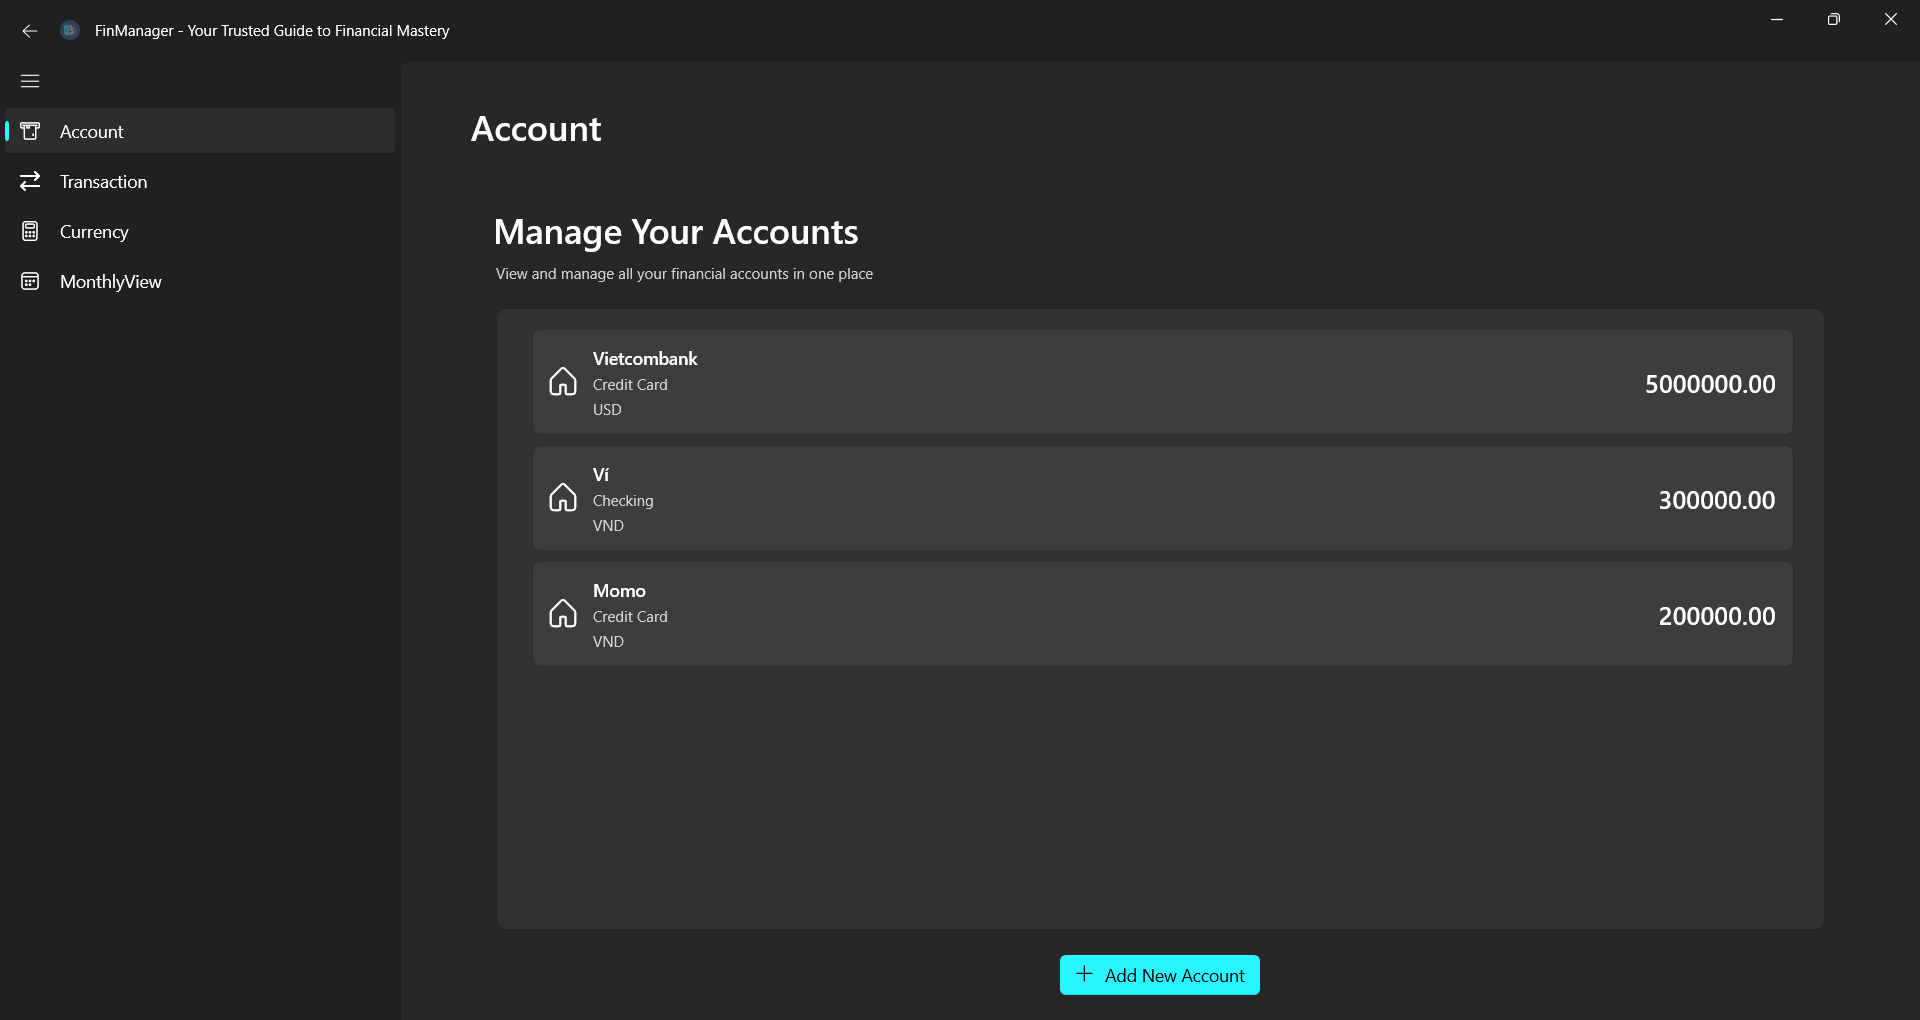 FinManager - Your Trusted Guide to Financial Mastery
Account
Transaction
Currency
MonthlyView
Account
Manage Your Accounts
View and manage all your financial accounts in one place
Vietcombank
Credit Card
USD
5000000.00
Ví
Checking
VND
300000.00
Momo
Credit Card
VND
200000.00
Add New Account